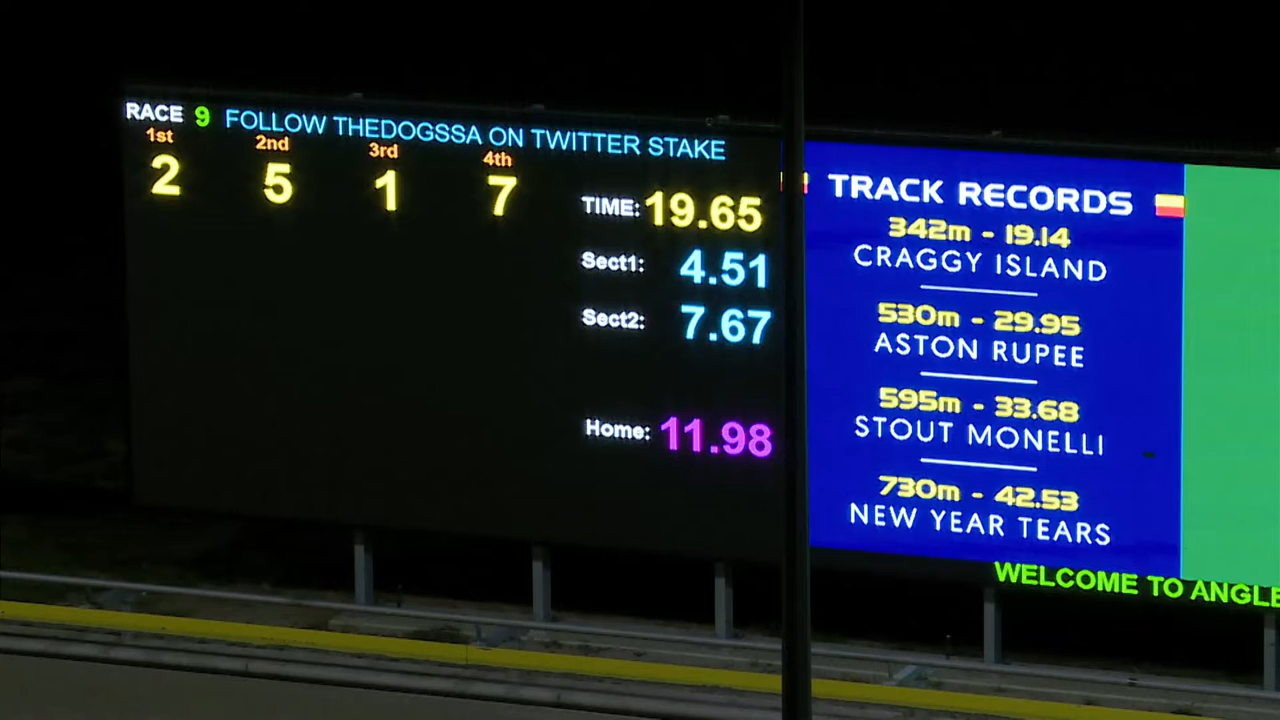 RACE 9 FOLLOW THEDOGSSA ON TWITTER STAKE
1st 2nd 3rd 4th
2 5 1 7
TIME: 19.65
Sect1: 4.51
Sect2: 7.67
Home: 11.98
TRACK RECORDS
342m - 19.14
CRAGGY ISLAND
530m - 29.95
ASTON RUPEE
595m - 33.68
STOUT MONELLI
730m - 42.53
NEW YEAR TEARS
WELCOME TO ANGLE